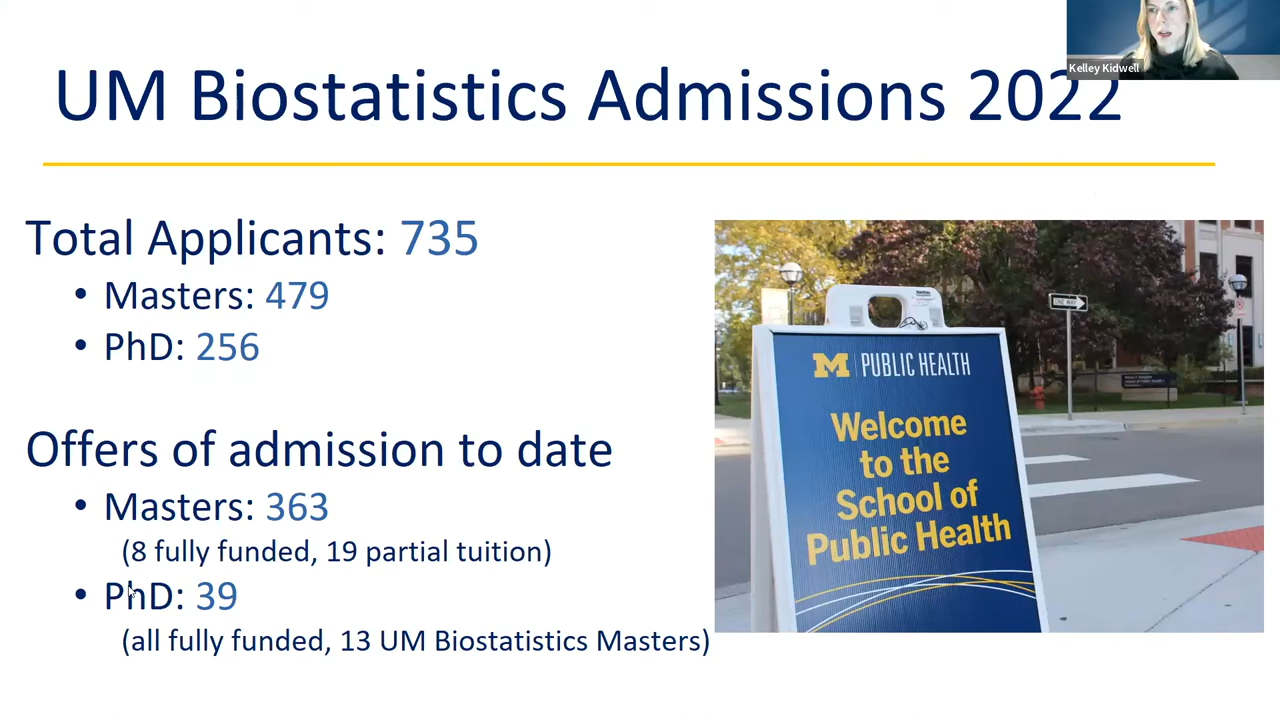 Kelley Kidwell
UM Biostatistics Admissions 2022
Total Applicants: 735
• Masters: 479
• PhD: 256
Offers of admission to date
• Masters: 363
(8 fully funded, 19 partial tuition)
• PhD: 39
(all fully funded, 13 UM Biostatistics Masters)
ONE WAY
M | PUBLIC HEALTH
Welcome
to the
School of
Public Health